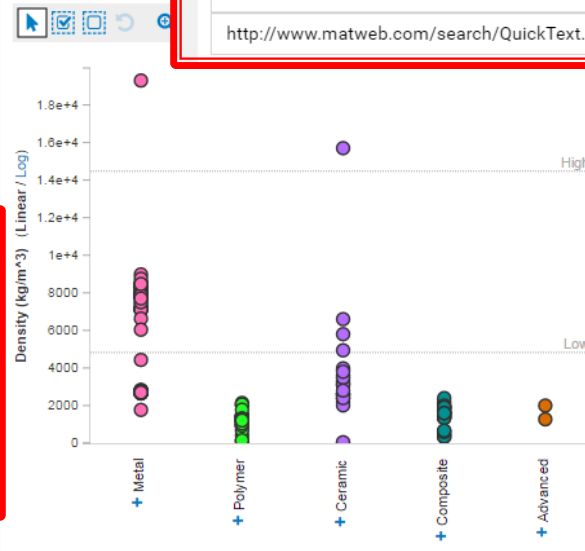 http://www.matweb.com/search/QuickText.
Density (kg/m^3) (Linear / Log)
1.8e+4
1.6e+4
1.4e+4
1.2e+4
1e+4
8000
6000
4000
2000
0
High
Low
+ Metal
+ Polymer
+ Ceramic
+ Composite
+ Advanced